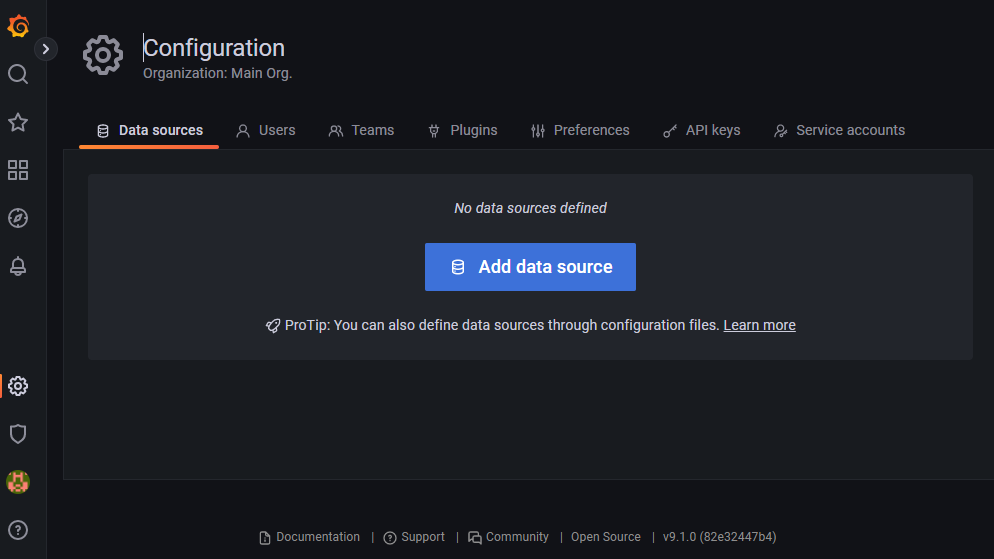 Configuration
Organization: Main Org.
Data sources Users Teams Plugins Preferences API keys Service accounts
No data sources defined
Add data source
ProTip: You can also define data sources through configuration files. Learn more
Documentation | Support | Community | Open Source | v9.1.0 (82e32447b4)